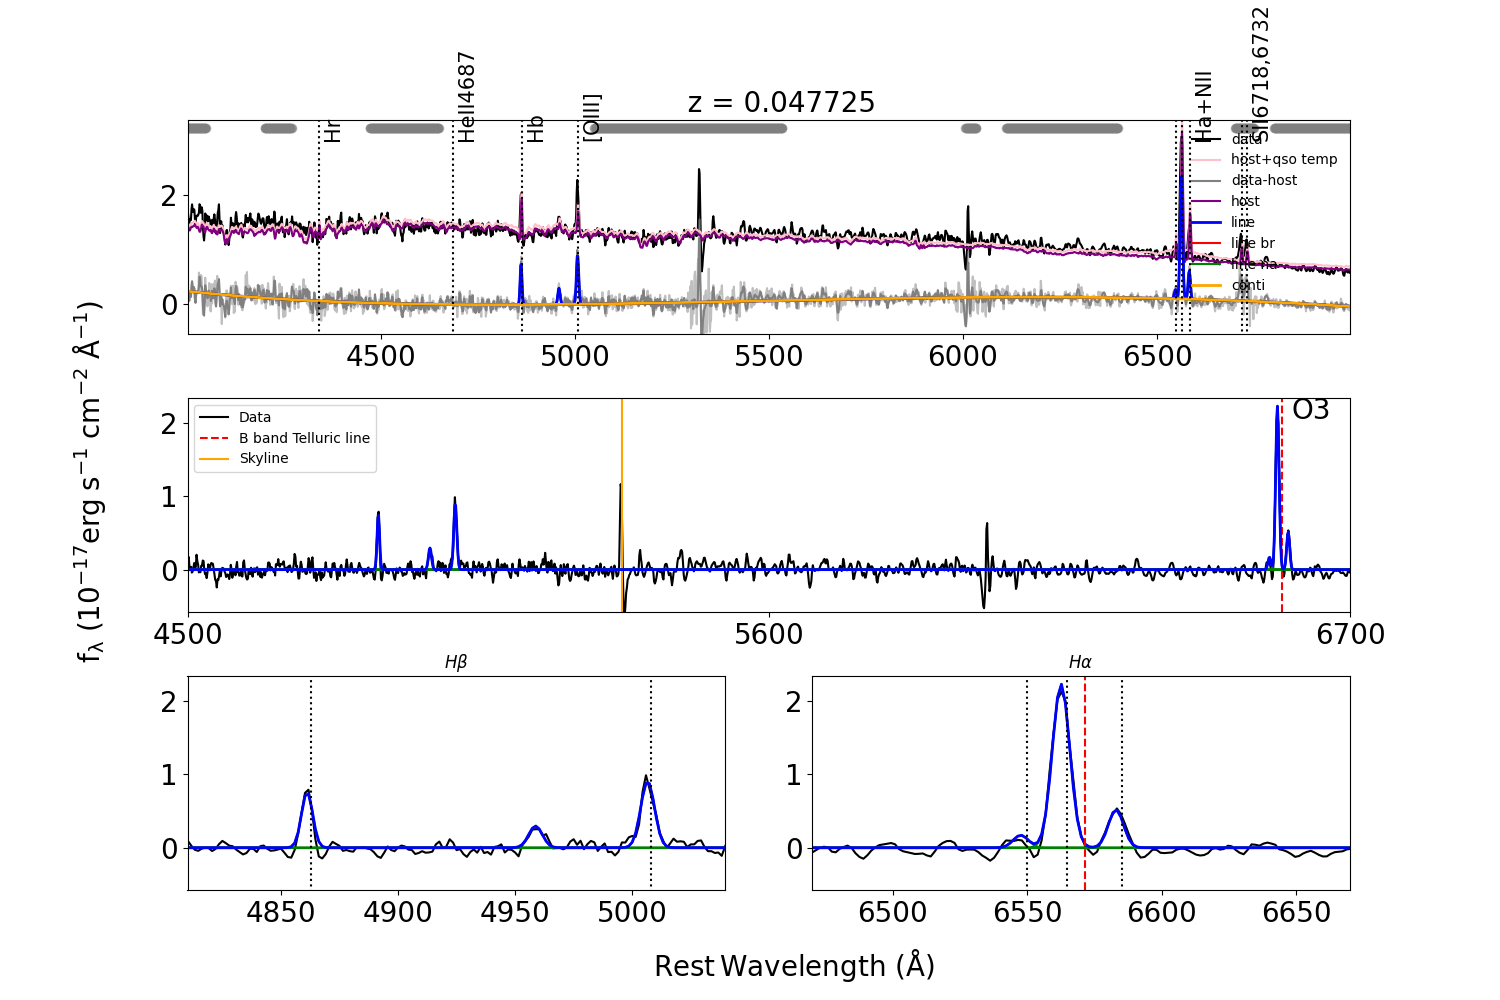 z = 0.047725
Hr
HeII4687
Hb
[OIII]
Ha+NII
SII6718,6732
data
host+qso temp
data-host
host
line
line br
line na
conti
2
0
4500 5000 5500 6000 6500
Data
B band Telluric line
Skyline
O3
2
1
0
4500 5600 6700
fλ (10⁻¹⁷erg s⁻¹ cm⁻² Å⁻¹)
Hβ
2
1
0
4850 4900 4950 5000
Hα
2
1
0
6500 6550 6600 6650
Rest Wavelength (Å)